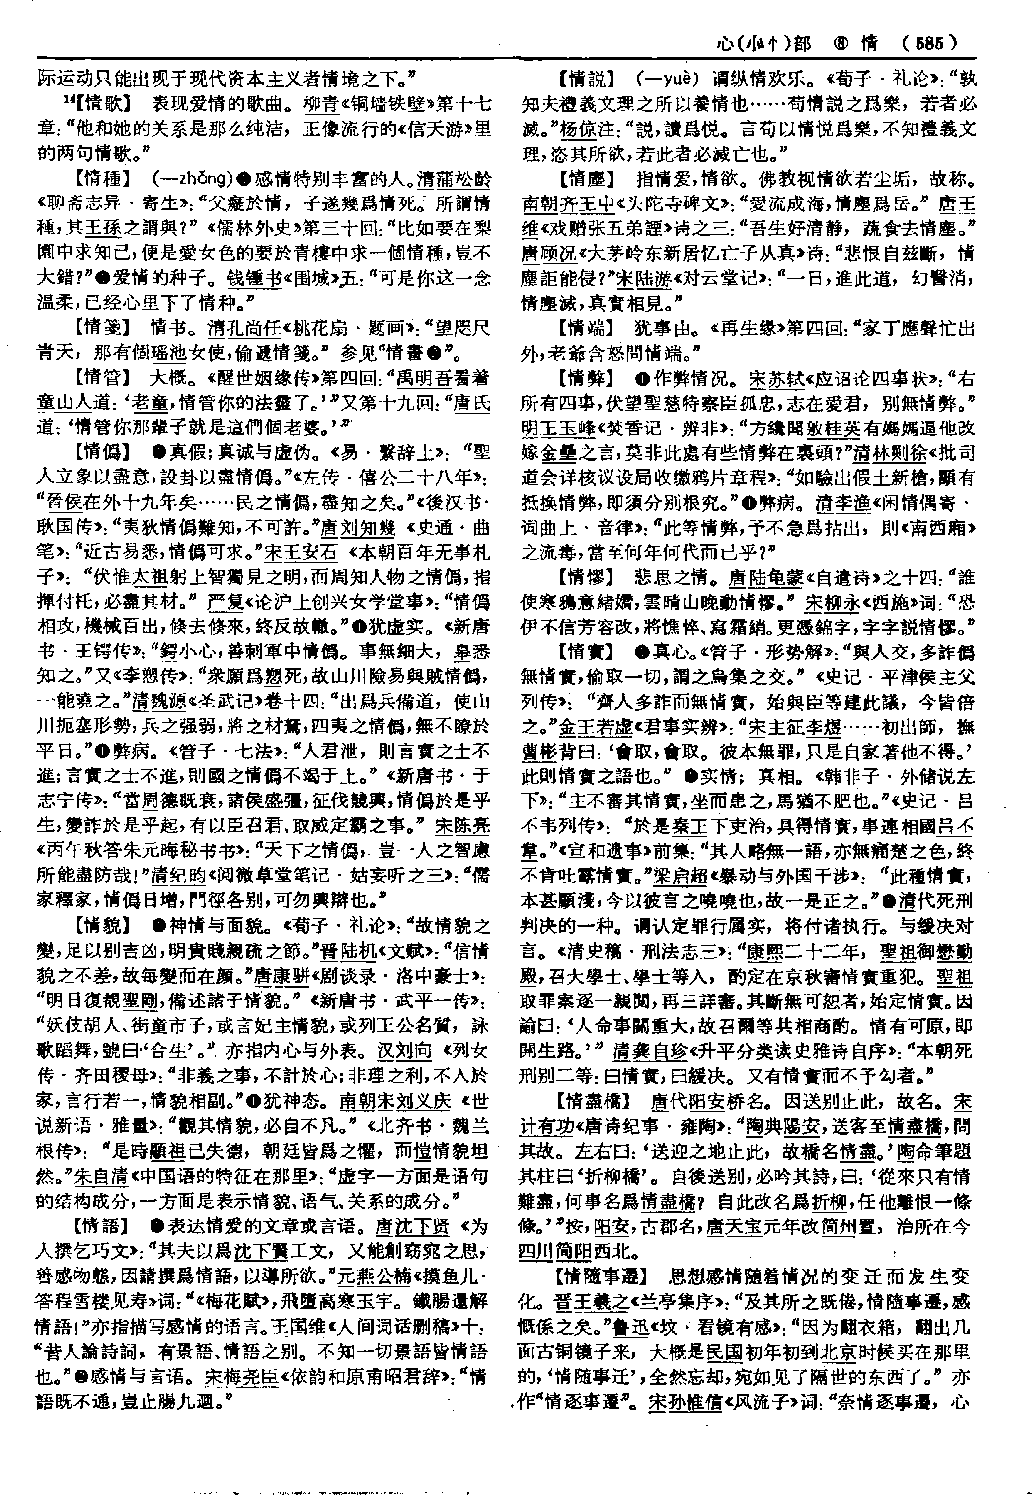 心(忄⺗)部 ⑧ 情 (585)
际运动只能出现于现代资本主义者情境之下。”
14【情歌】 表现爱情的歌曲。柳青《铜墙铁壁》第十七
章：“他和她的关系是那么纯洁，正像流行的《信天游》里
的两句情歌。”
【情種】 (—zhǒng)❶感情特别丰富的人。清蒲松龄
《聊斋志异·寄生》：“父癡於情，子遂幾爲情死。所謂情
種，其王孫之謂與？”《儒林外史》第三十回：“比如要在梨
園中求知己，便是愛女色的要於青樓中求一個情種，豈不
大錯？”❷爱情的种子。钱锺书《围城》五：“可是你这一念
温柔，已经心里下了情种。”
【情箋】 情书。清孔尚任《桃花扇·题画》：“望咫尺
青天，那有個瑶池女使，偷遞情箋。”参见“情書❷”。
【情管】 大概。《醒世姻缘传》第四回：“禹明吾看着
童山人道：‘老童，情管你的法靈了。’”又第十九回：“唐氏
道：‘情管你那輩子就是這們個老婆。’”
【情僞】 ❶真假；真诚与虚伪。《易·繫辞上》：“聖
人立象以盡意，設卦以盡情僞。”《左传·僖公二十八年》：
“晋侯在外十九年矣……民之情僞，盡知之矣。”《後汉书·
耿国传》：“夷狄情僞難知，不可許。”唐刘知幾《史通·曲
笔》：“近古易悉，情僞可求。”宋王安石《本朝百年无事札
子》：“伏惟太祖躬上智獨見之明，而周知人物之情僞，指
揮付托，必盡其材。”严复《论沪上创兴女学堂事》：“情僞
相攻，機械百出，倐去倐來，終反故轍。”❷犹虚实。《新唐
书·王锷传》：“鍔小心，善刺軍中情僞。事無細大，皋悉
知之。”又《李愬传》：“衆願爲愬死，故山川險易與賊情僞，
一能曉之。”清魏源《圣武记》卷十四：“出爲兵備道，使山
川扼塞形勢，兵之强弱，將之材駑，四夷之情僞，無不瞭於
平日。”❸弊病。《管子·七法》：“人君泄，則言實之士不
進；言實之士不進，則國之情僞不竭于上。”《新唐书·于
志宁传》：“當周德既衰，諸侯盛彊，征伐競興，情僞於是乎
生，變詐於是乎起，有以臣召君、取威定霸之事。”宋陈亮
《丙午秋答朱元晦秘书书》：“天下之情僞，豈一人之智慮
所能盡防哉！”清纪昀《阅微草堂笔记·姑妄听之三》：“儒
家釋家，情僞日增，門徑各别，可勿與辯也。”
【情貌】 ❶神情与面貌。《荀子·礼论》：“故情貌之
變，足以别吉凶，明貴賤親疏之節。”晋陆机《文赋》：“信情
貌之不差，故每變而在顏。”唐康骈《剧谈录·洛中豪士》：
“明日復覩聖剛，備述諸子情貌。”《新唐书·武平一传》：
“妖伎胡人、街童市子，或言妃主情貌，或列王公名質，詠
歌蹈舞，號曰‘合生’。”亦指内心与外表。汉刘向《列女
传·齐田稷母》：“非義之事，不計於心；非理之利，不入於
家，言行若一，情貌相副。”❷犹神态。南朝宋刘义庆《世
说新语·雅量》：“觀其情貌，必自不凡。”《北齐书·魏兰
根传》：“是時顯祖已失德，朝廷皆爲之懼，而愷情貌坦
然。”朱自清《中国语的特征在那里》：“虚字一方面是语句
的结构成分，一方面是表示情貌、语气、关系的成分。”
【情語】 ❶表达情爱的文章或言语。唐沈下贤《为
人撰乞巧文》：“其夫以爲沈下賢工文，又能創窈窕之思，
善感物態，因請撰爲情語，以導所欲。”元燕公楠《摸鱼儿·
答程雪楼见寿》词：“《梅花賦》，飛墮高寒玉宇。鐵腸還解
情語！”亦指描写感情的语言。王国维《人间词话删稿》十：
“昔人論詩詞，有景語、情語之别。不知一切景語皆情語
也。”❷感情与言语。宋梅尧臣《依韵和原甫昭君辞》：“情
語既不通，豈止腸九迴。”
【情説】 (—yuè) 谓纵情欢乐。《荀子·礼论》：“孰
知夫禮義文理之所以養情也……苟情説之爲樂，若者必
滅。”杨倞注：“説，讀爲悦。言苟以情悦爲樂，不知禮義文
理，恣其所欲，若此者必滅亡也。”
【情塵】 指情爱，情欲。佛教视情欲若尘垢，故称。
南朝齐王屮《头陀寺碑文》：“愛流成海，情塵爲岳。”唐王
维《戏赠张五弟諲》诗之三：“吾生好清静，蔬食去情塵。”
唐顾况《大茅岭东新居忆亡子从真》诗：“悲恨自兹斷，情
塵詎能侵？”宋陆游《对云堂记》：“一日，進此道，幻翳消，
情塵滅，真實相見。”
【情端】 犹事由。《再生缘》第四回：“家丁應聲忙出
外，老爺含怒問情端。”
【情弊】 ❶作弊情况。宋苏轼《应诏论四事状》：“右
所有四事，伏望聖慈特察臣孤忠，志在愛君，别無情弊。”
明王玉峰《焚香记·辨非》：“方纔聞敫桂英有媽媽逼他改
嫁金壘之言，莫非此處有些情弊在裏頭？”清林则徐《批司
道会详核议设局收缴鸦片章程》：“如驗出假土新槍，顯有
抵换情弊，即須分别根究。”❷弊病。清李渔《闲情偶寄·
词曲上·音律》：“此等情弊，予不急爲拈出，則《南西厢》
之流毒，當至何年何代而已乎？”
【情憀】 悲思之情。唐陆龟蒙《自遣诗》之十四：“誰
使寒鴉意緒嬌，雲晴山晚動情憀。”宋柳永《西施》词：“恐
伊不信芳容改，將憔悴、寫霜綃。更憑錦字，字字説情憀。”
【情實】 ❶真心。《管子·形势解》：“與人交，多詐僞
無情實，偷取一切，謂之烏集之交。”《史记·平津侯主父
列传》：“齊人多詐而無情實，始與臣等建此議，今皆倍
之。”金王若虚《君事实辨》：“宋主征李煜……初出師，撫
曹彬背曰：‘會取，會取。彼本無罪，只是自家著他不得。’
此則情實之語也。”❷实情；真相。《韩非子·外储说左
下》：“主不審其情實，坐而患之，馬猶不肥也。”《史记·吕
不韦列传》：“於是秦王下吏治，具得情實，事連相國吕不
韋。”《宣和遗事》前集：“其人略無一語，亦無痛楚之色，終
不肯吐露情實。”梁启超《暴动与外国干涉》：“此種情實，
本甚顯淺，今以彼言之嘵嘵也，故一是正之。”❸清代死刑
判决的一种。谓认定罪行属实，将付诸执行。与缓决对
言。《清史稿·刑法志三》：“康熙二十二年，聖祖御懋勤
殿，召大學士、學士等入，酌定在京秋審情實重犯。聖祖
取罪案逐一親閲，再三詳審。其斷無可恕者，始定情實。因
諭曰：‘人命事關重大，故召爾等共相商酌。情有可原，即
開生路。’”清龚自珍《升平分类读史雅诗自序》：“本朝死
刑别二等：曰情實，曰緩决。又有情實而不予勾者。”
【情盡橋】 唐代阳安桥名。因送别止此，故名。宋
计有功《唐诗纪事·雍陶》：“陶典陽安，送客至情盡橋，問
其故。左右曰：‘送迎之地止此，故橋名情盡。’陶命筆題
其柱曰‘折柳橋’。自後送别，必吟其詩，曰：‘從來只有情
難盡，何事名爲情盡橋？自此改名爲折柳，任他離恨一條
條。’”按，阳安，古郡名，唐天宝元年改简州置，治所在今
四川简阳西北。
【情隨事遷】 思想感情随着情况的变迁而发生变
化。晋王羲之《兰亭集序》：“及其所之既倦，情隨事遷，感
慨係之矣。”鲁迅《坟·看镜有感》：“因为翻衣箱，翻出几
面古铜镜子来，大概是民国初年初到北京时候买在那里
的，‘情随事迁’，全然忘却，宛如见了隔世的东西了。”亦
作“情逐事遷”。宋孙惟信《风流子》词：“奈情逐事遷，心